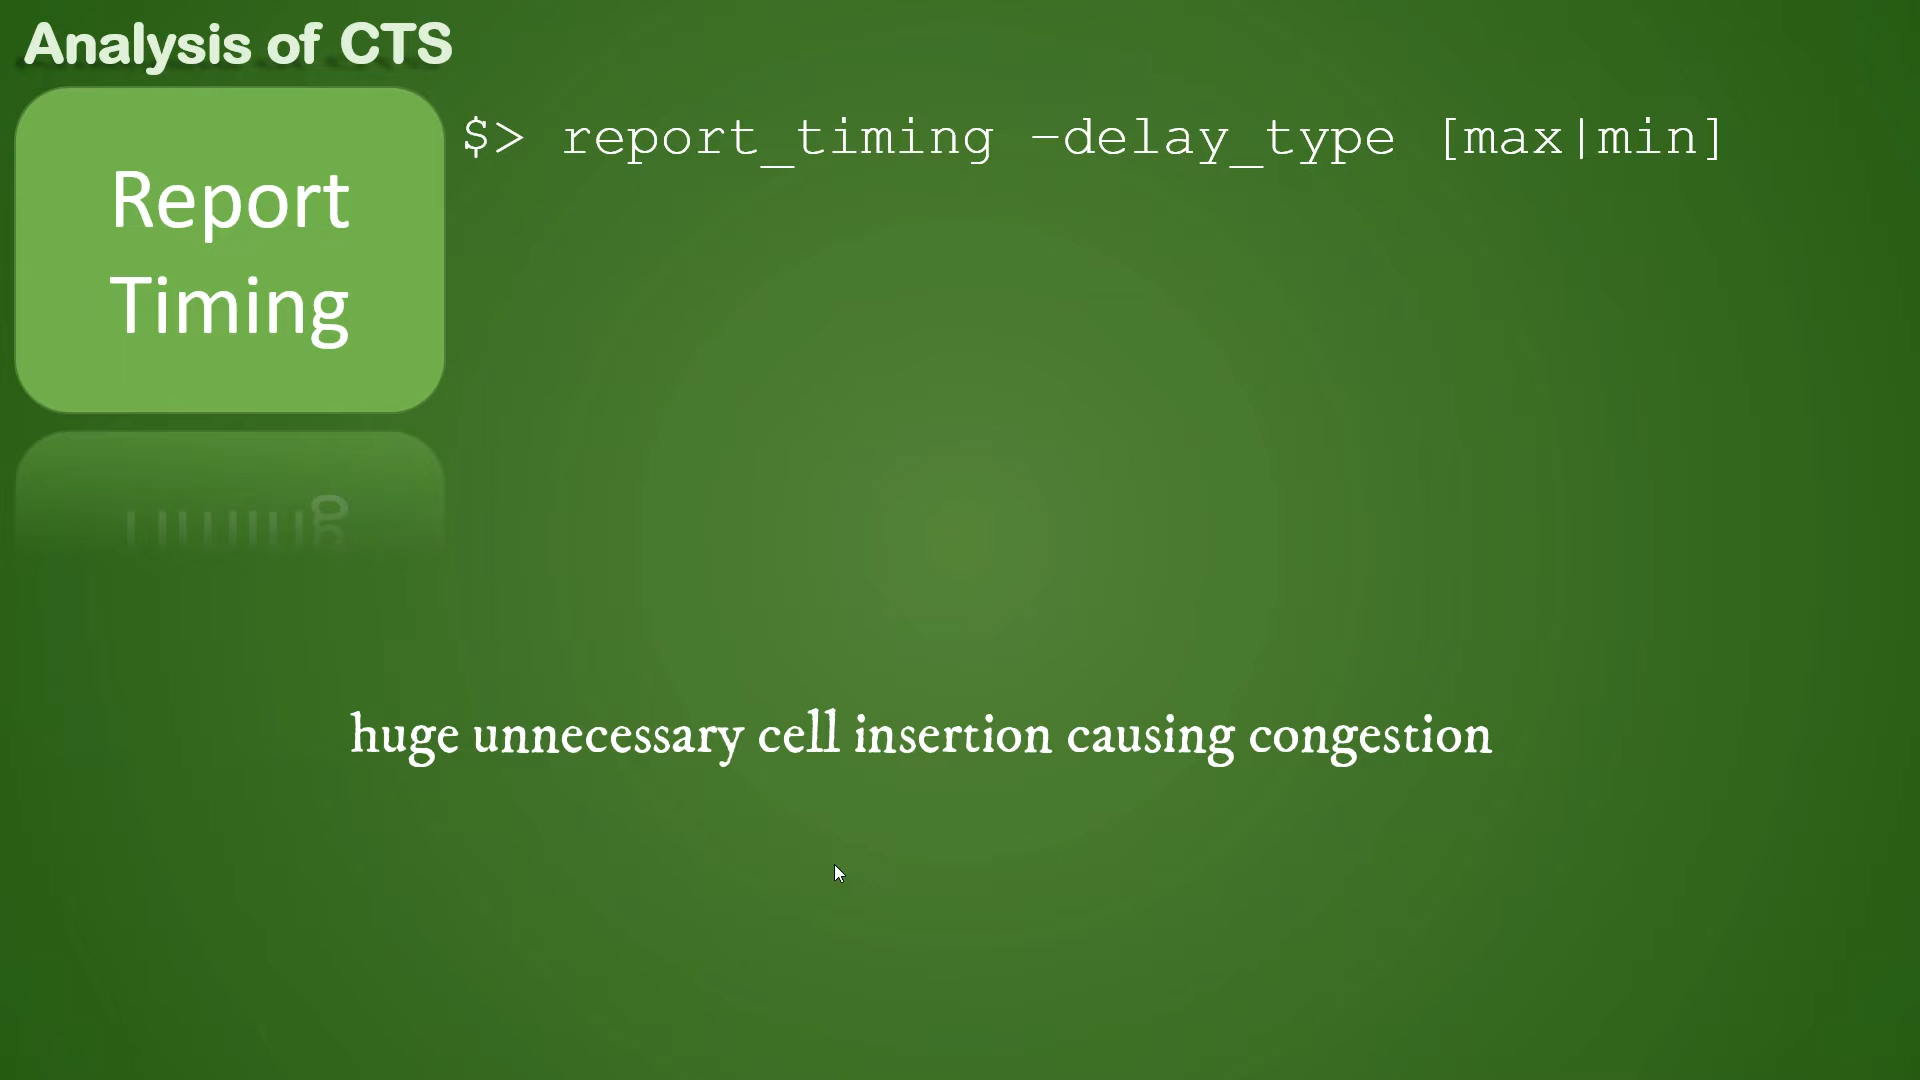 Analysis of CTS
Report
Timing
$> report_timing –delay_type [max|min]
huge unnecessary cell insertion causing congestion